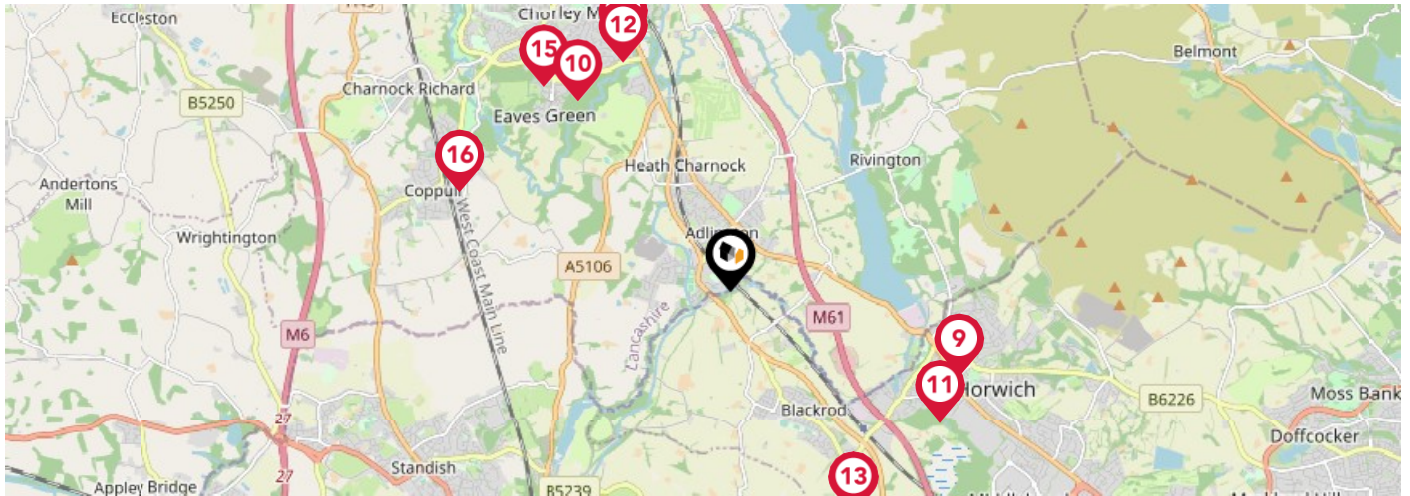 Eccleston
Chorley M
12
15
10
Belmont
Charnock Richard
B5250
Eaves Green
16
Heath Charnock
Rivington
Andertons
Mill
Coppull
Wrightington
West Coast Main Line
Adlington
A5106
Lancashire
M61
M6
9
11
Horwich
B6226
Moss Bank
Blackrod
27
Doffcocker
13
Standish
27
Appley Bridge
B5239